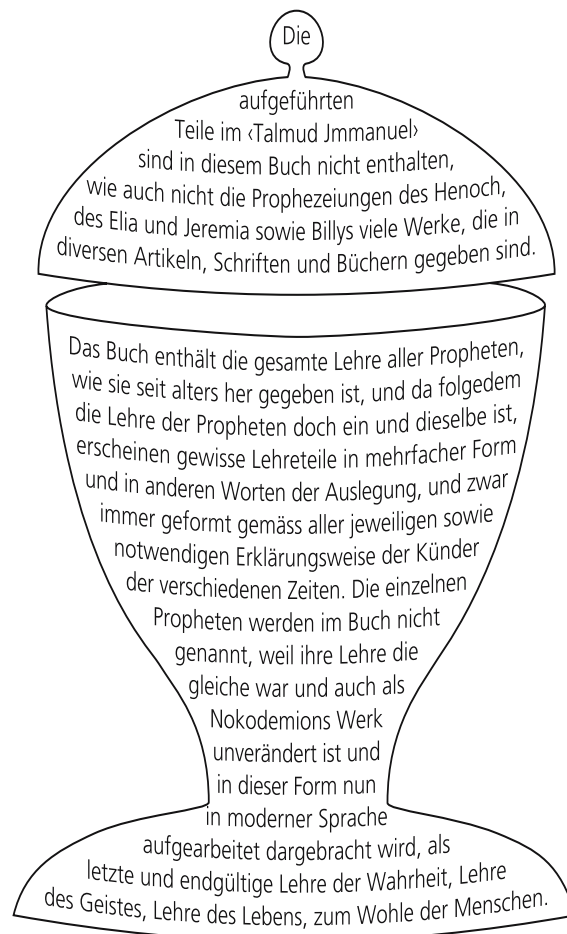 Die
aufgeführten
Teile im ‹Talmud Jmmanuel›
sind in diesem Buch nicht enthalten,
wie auch nicht die Prophezeiungen des Henoch,
des Elia und Jeremia sowie Billys viele Werke, die in
diversen Artikeln, Schriften und Büchern gegeben sind.
Das Buch enthält die gesamte Lehre aller Propheten,
wie sie seit alters her gegeben ist, und da folgedem
die Lehre der Propheten doch ein und dieselbe ist,
erscheinen gewisse Lehreteile in mehrfacher Form
und in anderen Worten der Auslegung, und zwar
immer geformt gemäss aller jeweiligen sowie
notwendigen Erklärungsweise der Künder
der verschiedenen Zeiten. Die einzelnen
Propheten werden im Buch nicht
genannt, weil ihre Lehre die
gleiche war und auch als
Nokodemions Werk
unverändert ist und
in dieser Form nun
in moderner Sprache
aufgearbeitet dargebracht wird, als
letzte und endgültige Lehre der Wahrheit, Lehre
des Geistes, Lehre des Lebens, zum Wohle der Menschen.